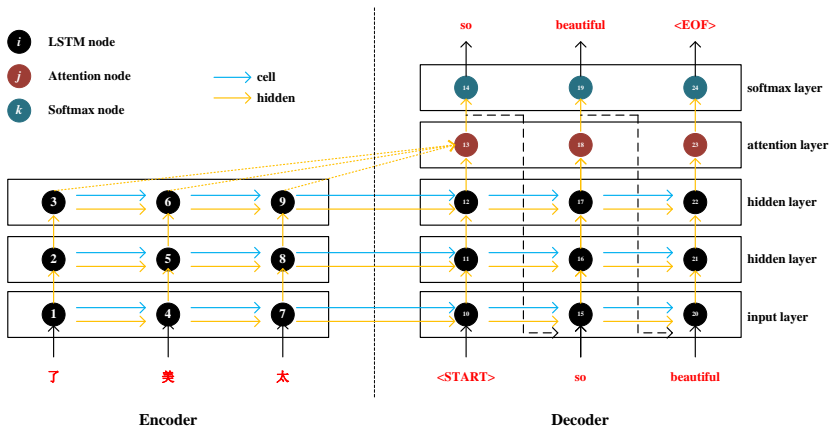 so beautiful <EOF>
i LSTM node
j Attention node
k Softmax node
cell
hidden
14 19 24 softmax layer
13 18 23 attention layer
3 6 9 12 17 22 hidden layer
2 5 8 11 16 21 hidden layer
1 4 7 10 15 20 input layer
了 美 太 <START> so beautiful
Encoder Decoder